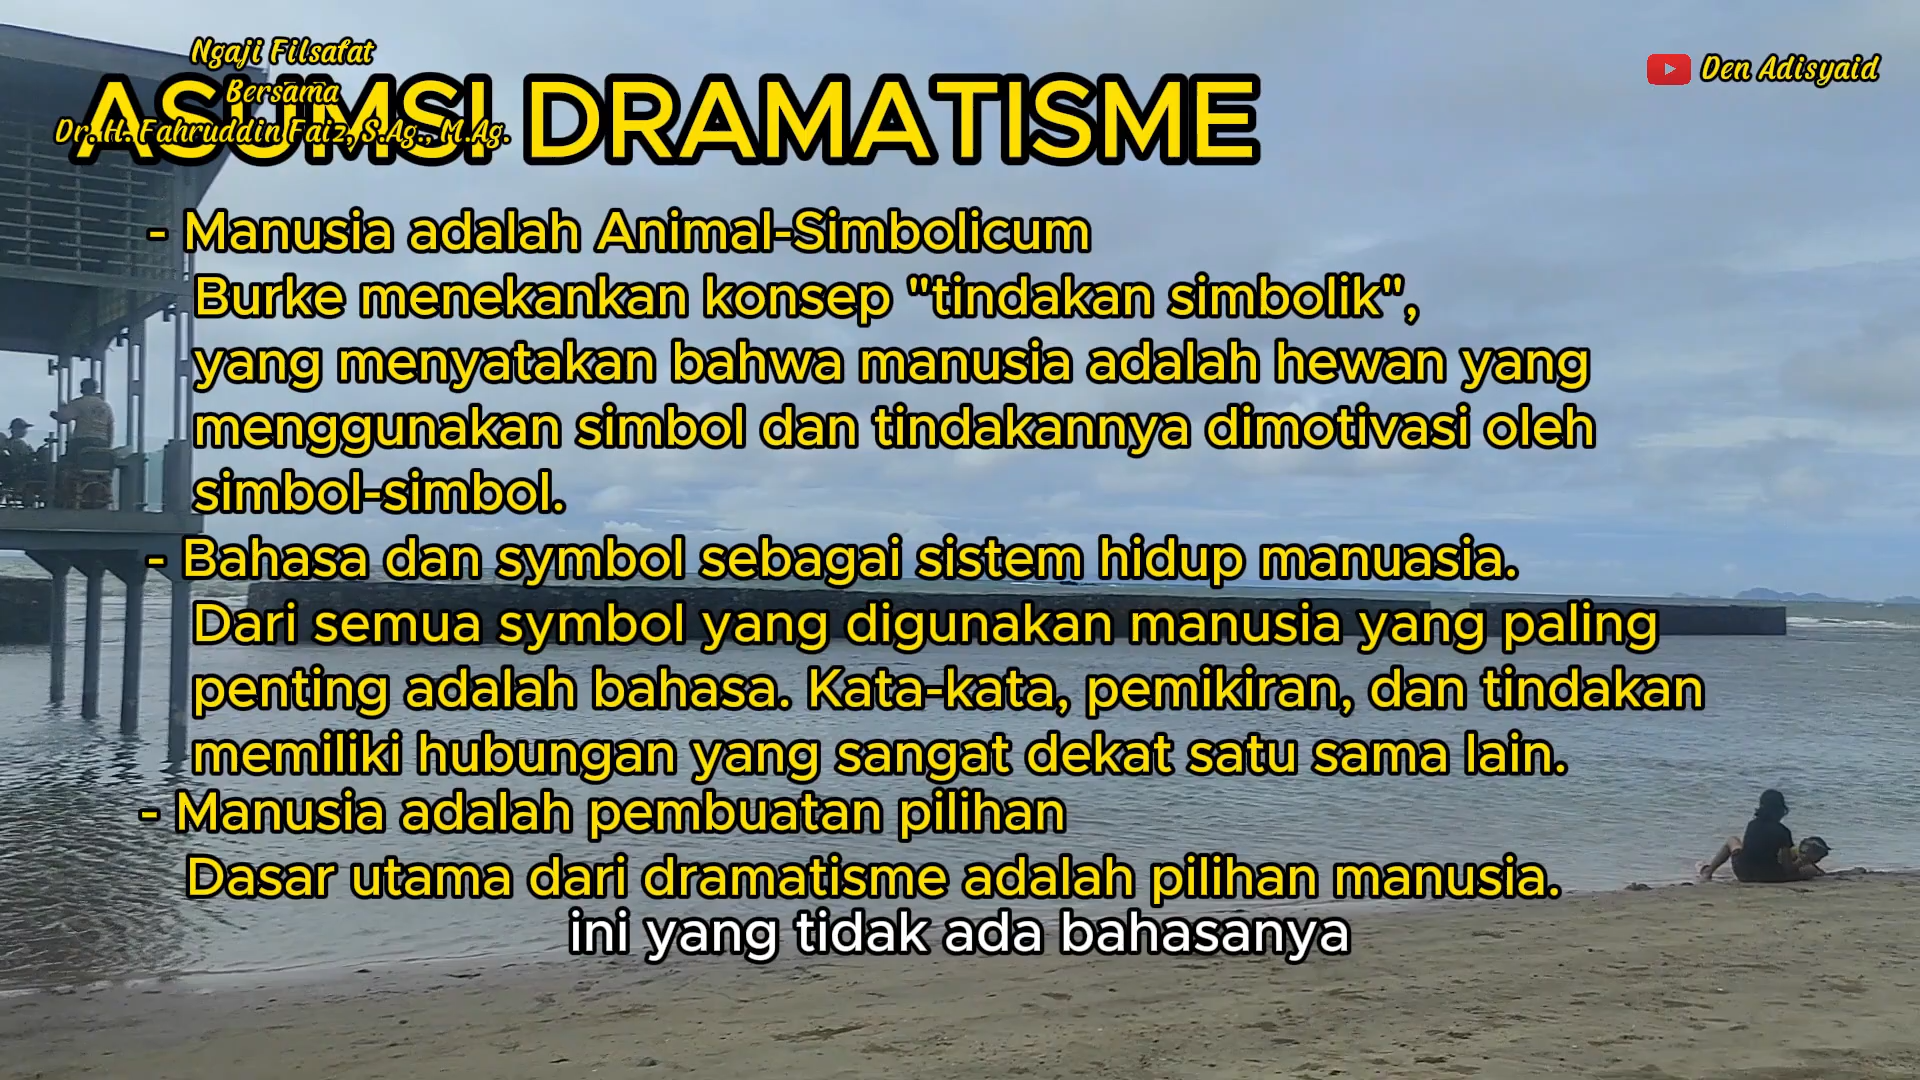 Ngaji Filsafat
Bersama
Dr. H. Fahruddin Faiz, S.Ag., M.Ag.
Den Adisyaid
ASUMSI DRAMATISME
- Manusia adalah Animal-Simbolicum
Burke menekankan konsep "tindakan simbolik",
yang menyatakan bahwa manusia adalah hewan yang
menggunakan simbol dan tindakannya dimotivasi oleh
simbol-simbol.
- Bahasa dan symbol sebagai sistem hidup manuasia.
Dari semua symbol yang digunakan manusia yang paling
penting adalah bahasa. Kata-kata, pemikiran, dan tindakan
memiliki hubungan yang sangat dekat satu sama lain.
- Manusia adalah pembuatan pilihan
Dasar utama dari dramatisme adalah pilihan manusia.
ini yang tidak ada bahasanya